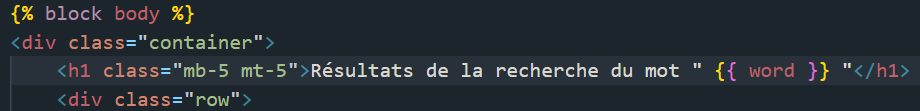 {% block body %}
<div class="container">
<h1 class="mb-5 mt-5">Résultats de la recherche du mot " {{ word }} "</h1>
<div class="row">